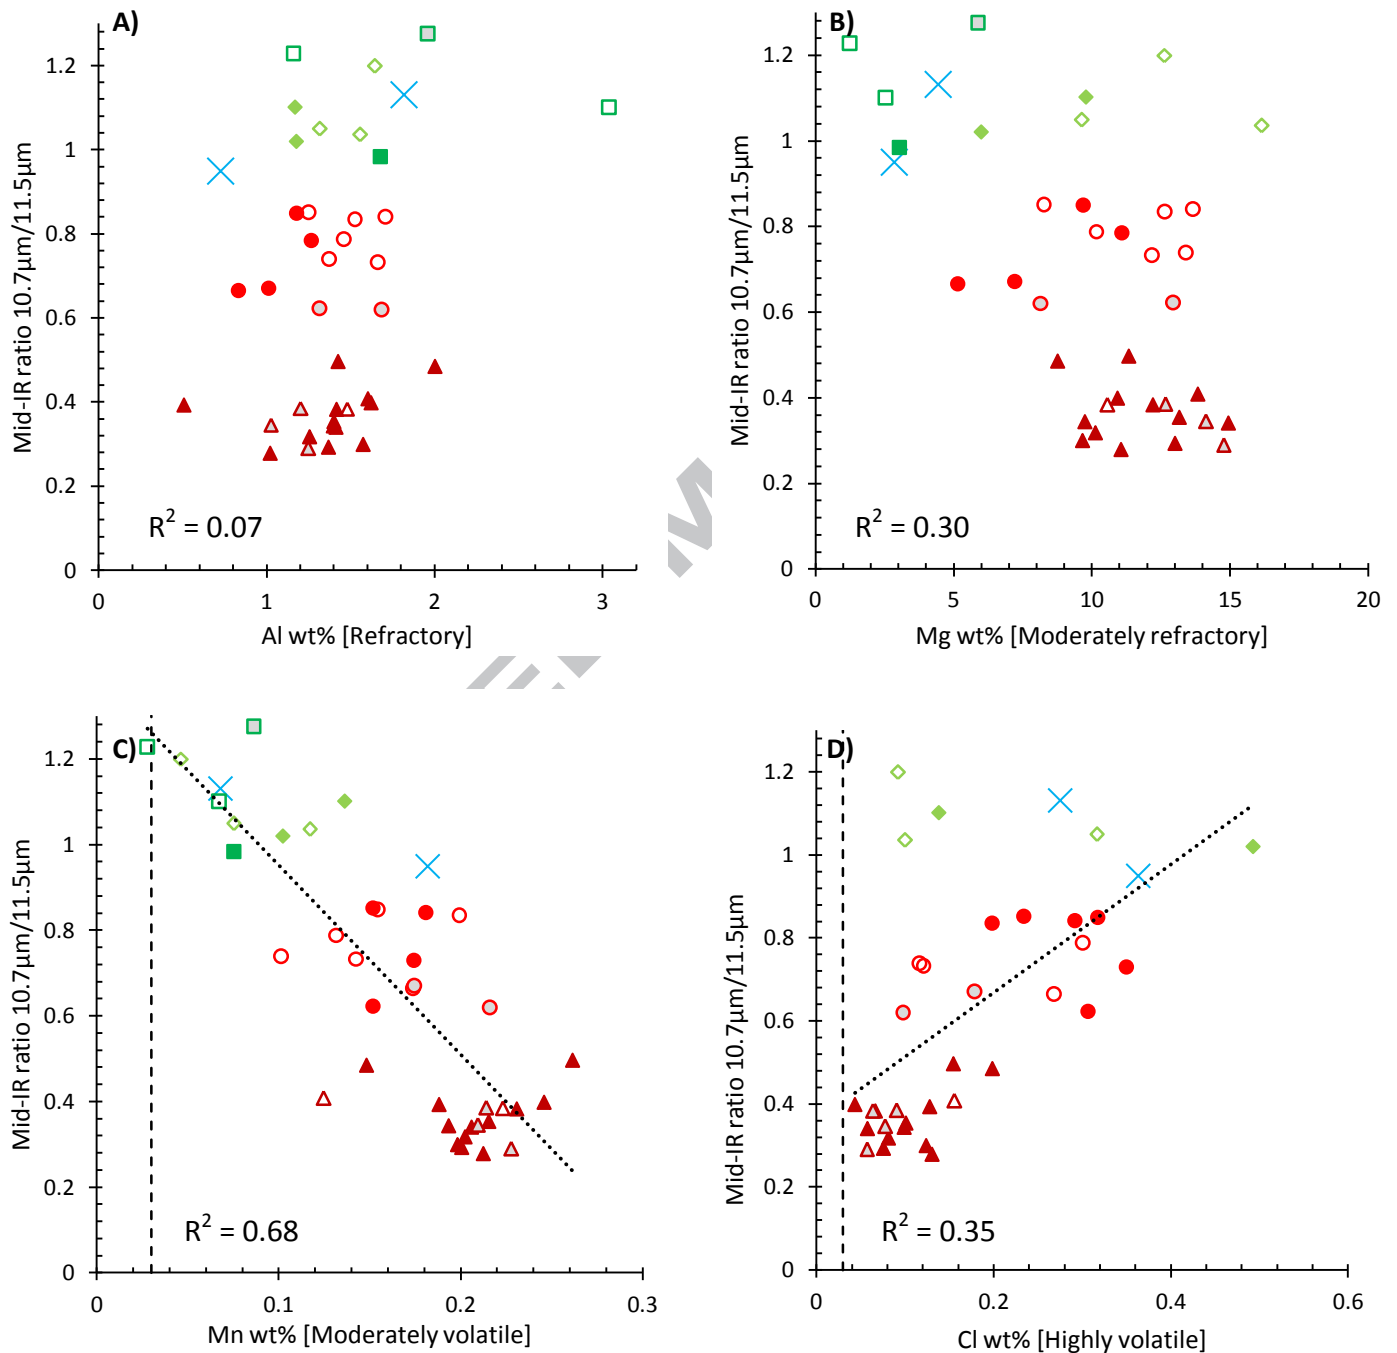 A)
1.2
1
0.8
0.6
0.4
0.2
0
Mid-IR ratio 10.7µm/11.5µm
R² = 0.07
0 1 2 3
Al wt% [Refractory]
B)
1.2
1
0.8
0.6
0.4
0.2
0
Mid-IR ratio 10.7µm/11.5µm
R² = 0.30
0 5 10 15 20
Mg wt% [Moderately refractory]
C)
1.2
1
0.8
0.6
0.4
0.2
0
Mid-IR ratio 10.7µm/11.5µm
R² = 0.68
0 0.1 0.2 0.3
Mn wt% [Moderately volatile]
D)
1.2
1
0.8
0.6
0.4
0.2
0
Mid-IR ratio 10.7µm/11.5µm
R² = 0.35
0 0.2 0.4 0.6
Cl wt% [Highly volatile]